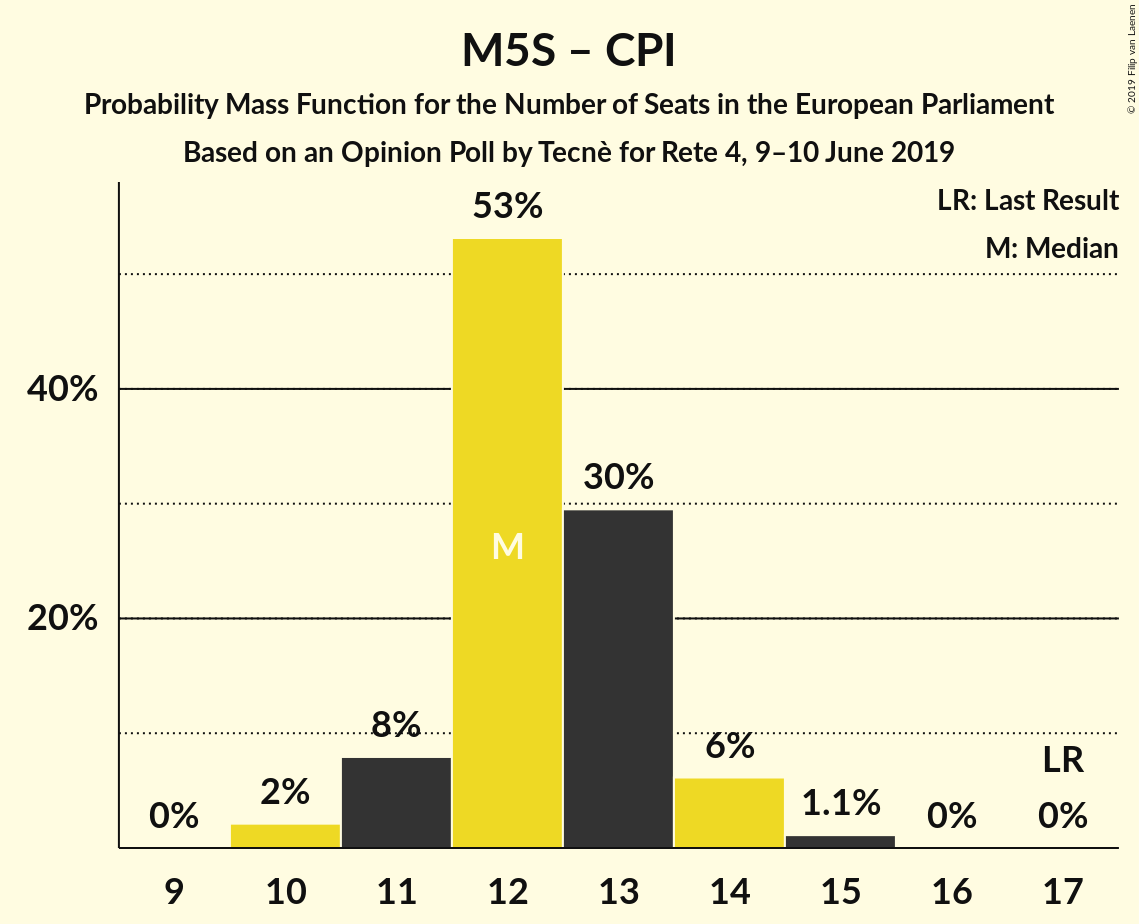 M5S – CPI
Probability Mass Function for the Number of Seats in the European Parliament
Based on an Opinion Poll by Tecnè for Rete 4, 9–10 June 2019
© 2019 Filip van Laenen
LR: Last Result
M: Median
53%
40%
30%
M
20%
8%
6%
LR
2%
1.1%
0%
0%
0%
9 10 11 12 13 14 15 16 17